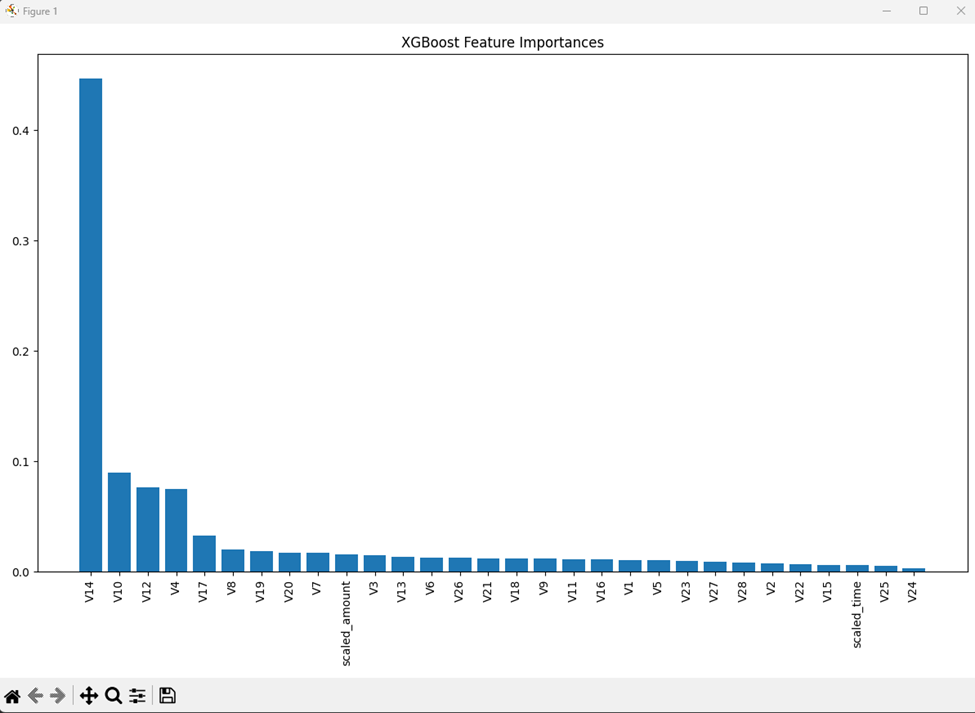 Figure 1
XGBoost Feature Importances
0.4
0.3
0.2
0.1
0.0
V14
V10
V12
V4
V17
V8
V19
V20
V7
scaled_amount
V3
V13
V6
V26
V21
V18
V9
V11
V16
V1
V5
V23
V27
V28
V2
V22
V15
scaled_time
V25
V24